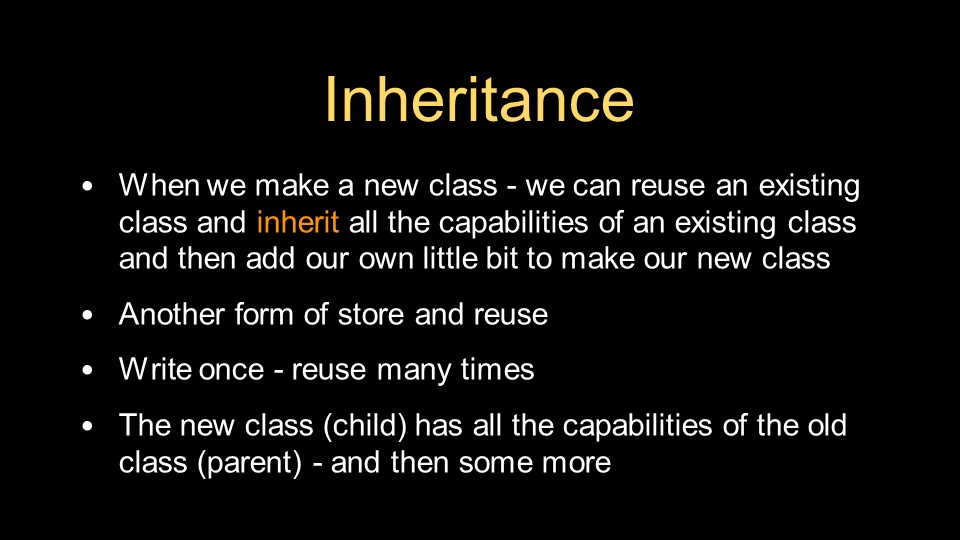 Inheritance
• When we make a new class - we can reuse an existing
class and inherit all the capabilities of an existing class
and then add our own little bit to make our new class
• Another form of store and reuse
• Write once - reuse many times
• The new class (child) has all the capabilities of the old
class (parent) - and then some more